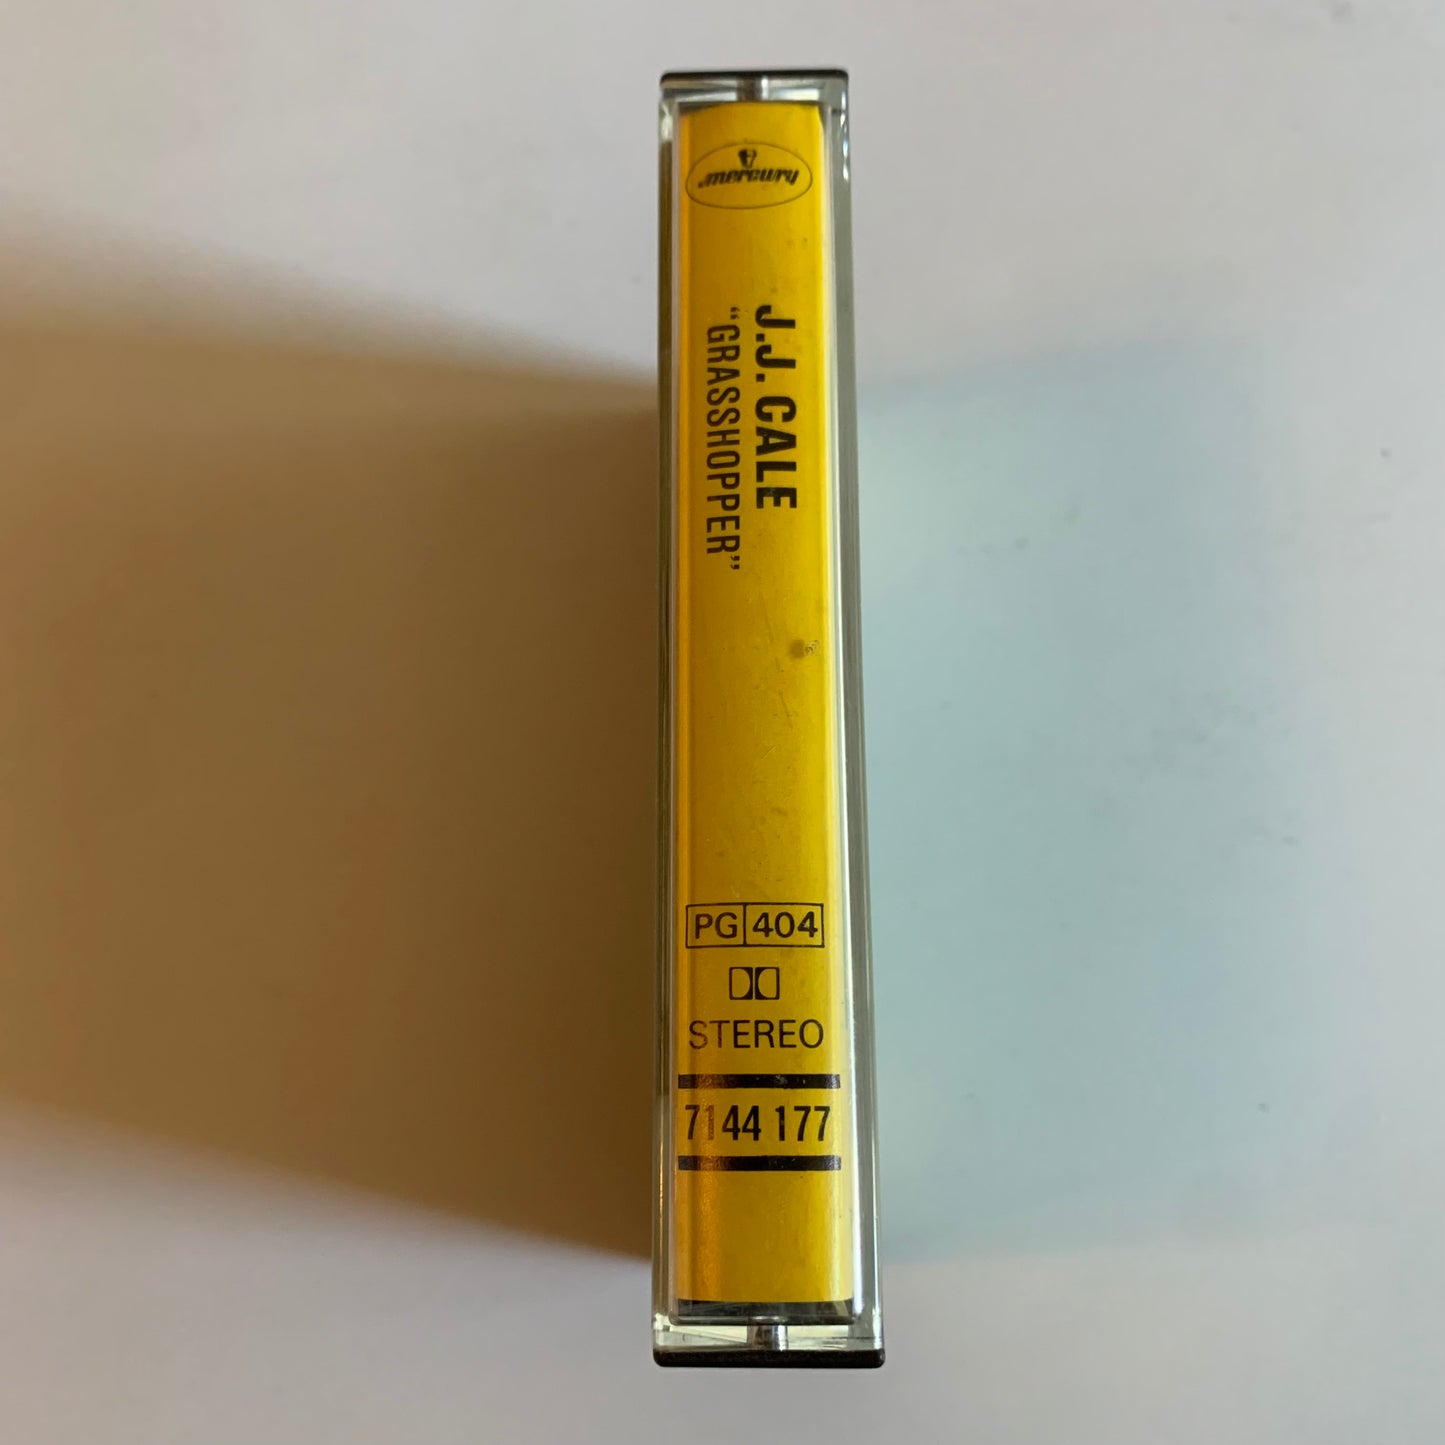 mercury
J.J. CALE
“GRASSHOPPER”
PG 404
STEREO
7144 177